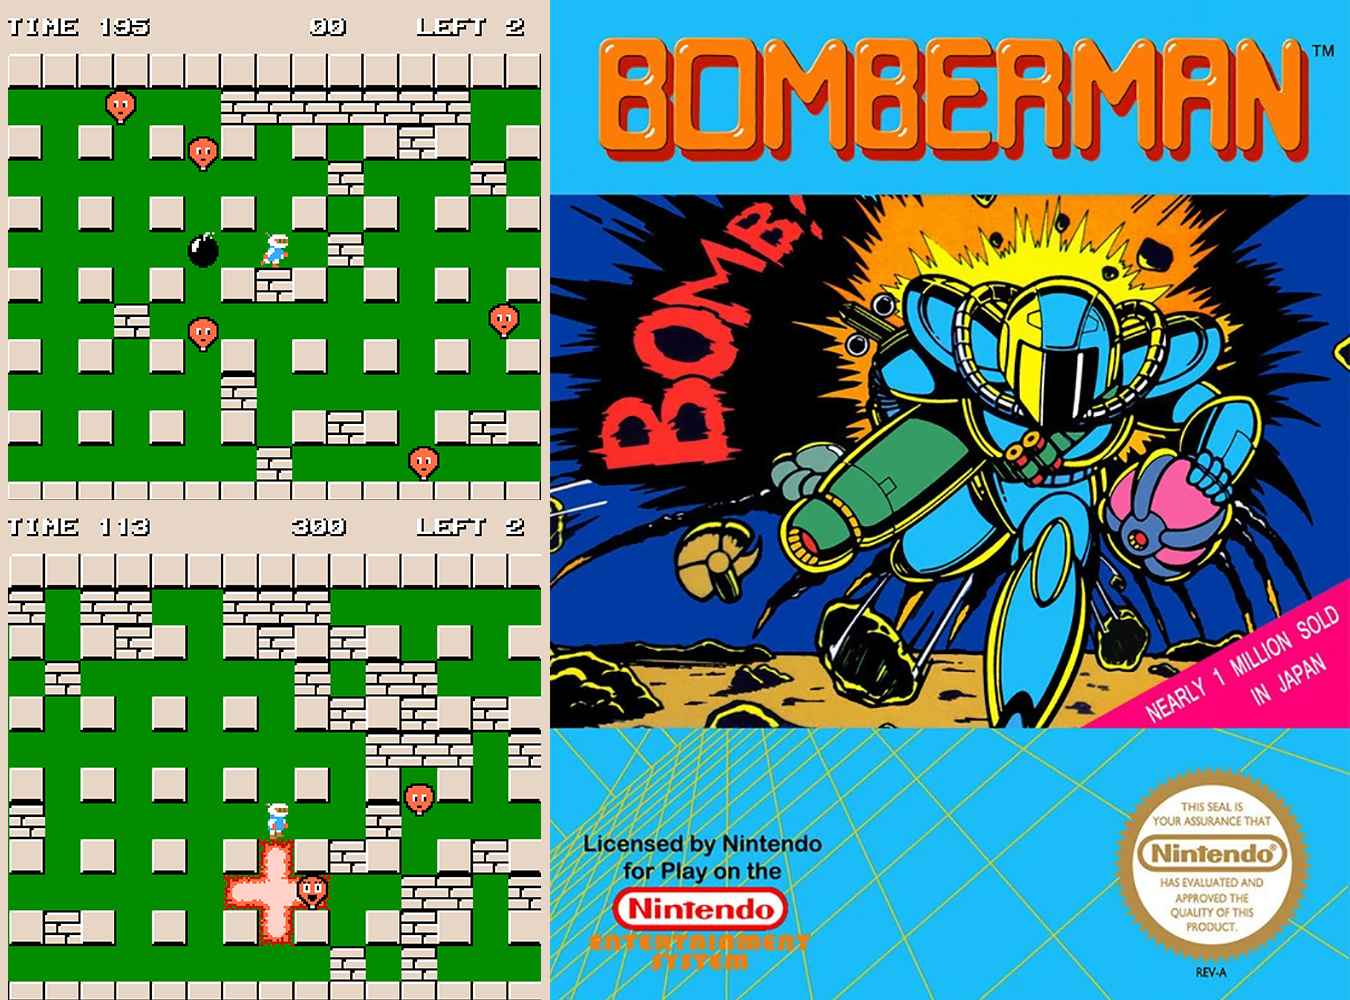 TIME 195 00 LEFT 2
TIME 113 300 LEFT 2
BOMBERMAN TM
BOMB!
NEARLY 1 MILLION SOLD
IN JAPAN
Licensed by Nintendo
for Play on the
Nintendo
ENTERTAINMENT
SYSTEM
THIS SEAL IS
YOUR ASSURANCE THAT
Nintendo®
HAS EVALUATED AND
APPROVED THE
QUALITY OF THIS
PRODUCT.
REV-A